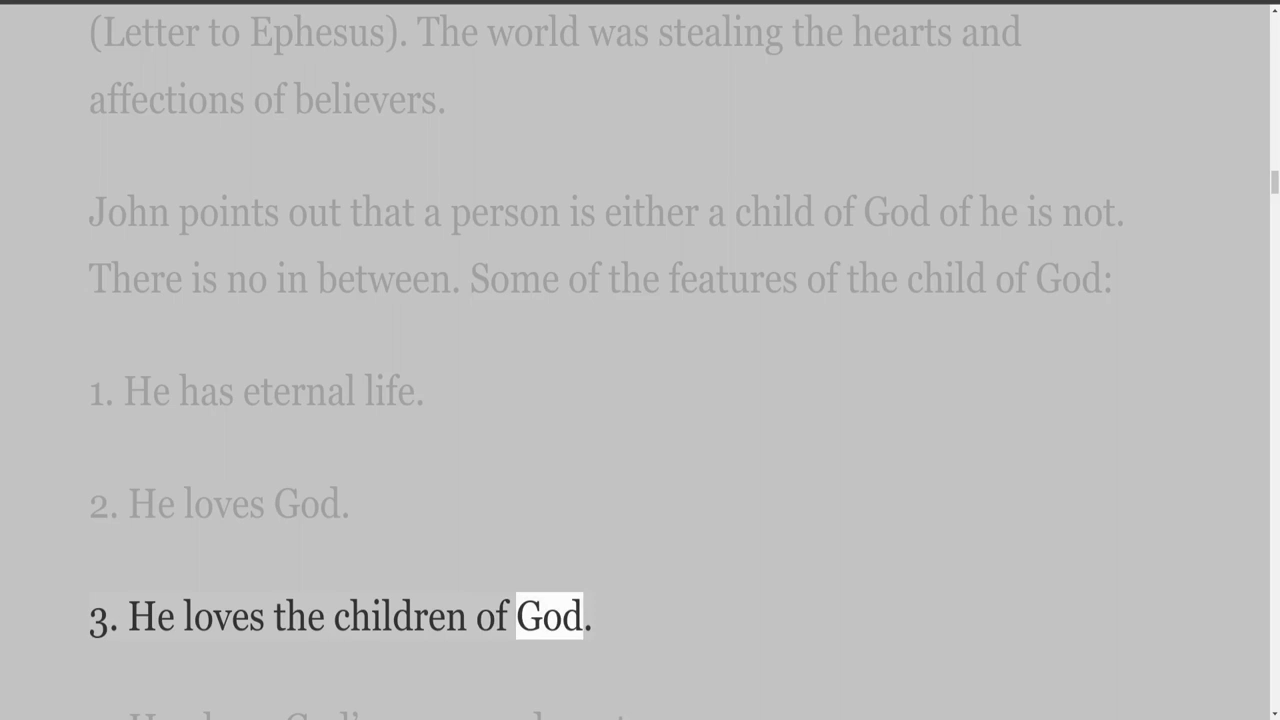 (Letter to Ephesus). The world was stealing the hearts and
affections of believers.
John points out that a person is either a child of God of he is not.
There is no in between. Some of the features of the child of God:
1. He has eternal life.
2. He loves God.
3. He loves the children of God.